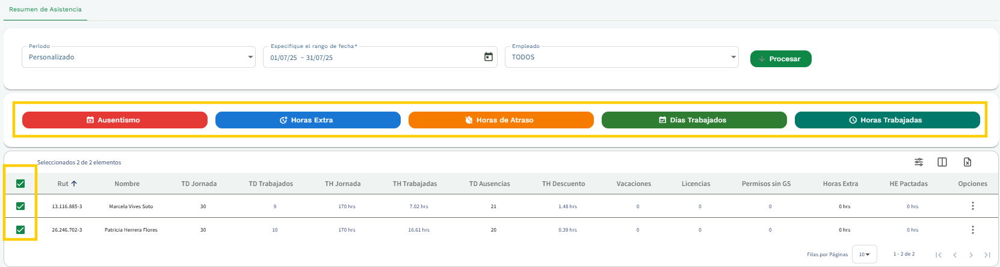 Resumen de Asistencia
Período Especifique el rango de fecha* Empleado
Personalizado 01/07/25 – 31/07/25 TODOS Procesar
Ausentismo Horas Extra Horas de Atraso Días Trabajados Horas Trabajadas
Seleccionados 2 de 2 elementos
Rut Nombre TD Jornada TD Trabajados TH Jornada TH Trabajadas TD Ausencias TH Descuento Vacaciones Licencias Permisos sin GS Horas Extra HE Pactadas Opciones
13.116.885-3 Marcela Vives Soto 30 9 170 hrs 7.02 hrs 21 1.48 hrs 0 0 0 0 hrs 0 hrs
26.246.702-3 Patricia Herrera Flores 30 10 170 hrs 16.61 hrs 20 0.39 hrs 0 0 0 0 hrs 0 hrs
Filas por Páginas 10 1 - 2 de 2